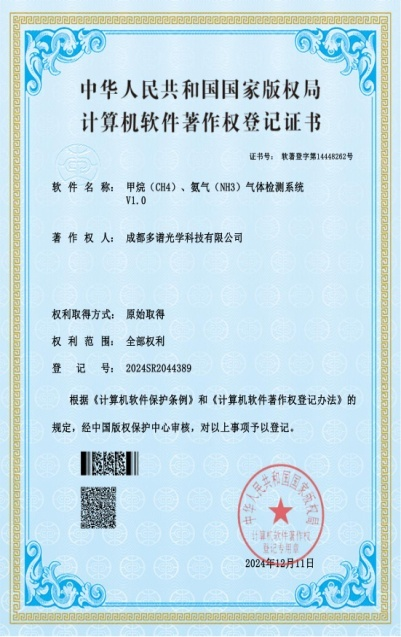 中华人民共和国国家版权局
计算机软件著作权登记证书
证书号： 软著登字第14448262号
软 件 名 称： 甲烷（CH4）、氨气（NH3）气体检测系统
V1.0
著 作 权 人： 成都多谱光学科技有限公司
权利取得方式： 原始取得
权 利 范 围： 全部权利
登 记 号： 2024SR2044389
根据《计算机软件保护条例》和《计算机软件著作权登记办法》的
规定，经中国版权保护中心审核，对以上事项予以登记。
中华人民共和国国家版权局
计算机软件著作权
登记专用章
2024年12月11日